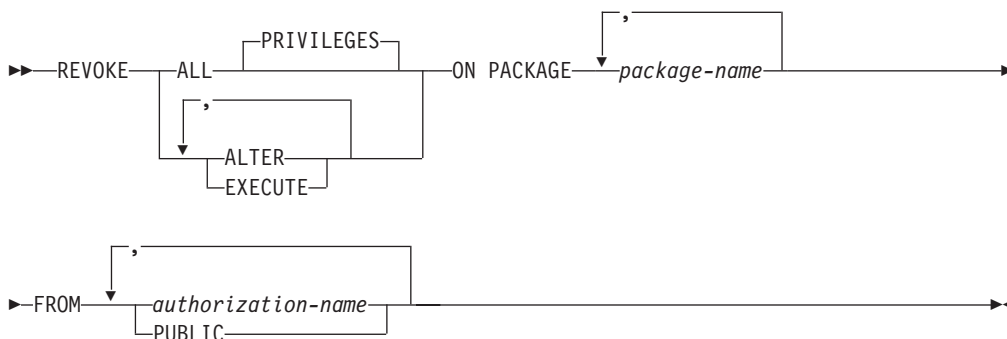 PRIVILEGES ,
REVOKE ALL ON PACKAGE package-name
,
ALTER
EXECUTE
,
FROM authorization-name
PUBLIC